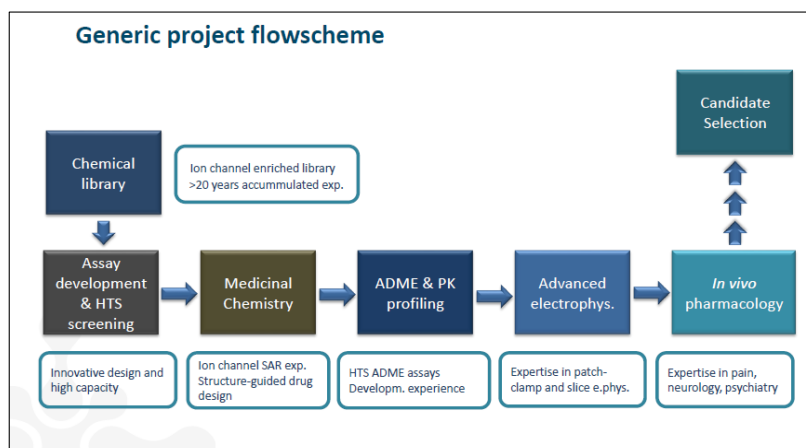 Generic project flowscheme
Candidate
Selection
Chemical
library
Ion channel enriched library
>20 years accummulated exp.
Assay
development
& HTS
screening
Medicinal
Chemistry
ADME & PK
profiling
Advanced
electrophys.
In vivo
pharmacology
Innovative design and
high capacity
Ion channel SAR exp.
Structure-guided drug
design
HTS ADME assays
Developm. experience
Expertise in patch-
clamp and slice e.phys.
Expertise in pain,
neurology, psychiatry